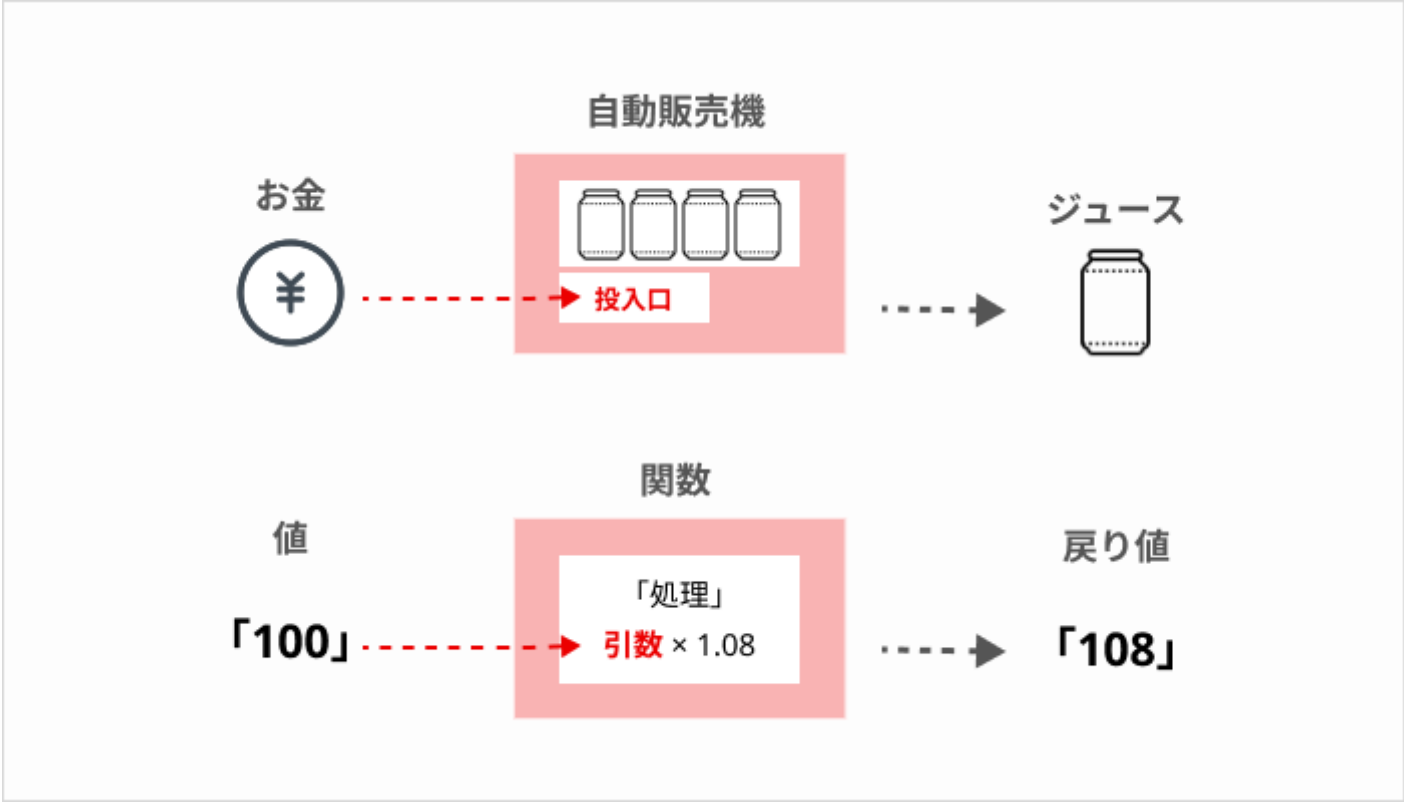 自動販売機
お金
ジュース
¥
投入口
関数
値
戻り値
「処理」
「100」
引数 × 1.08
「108」